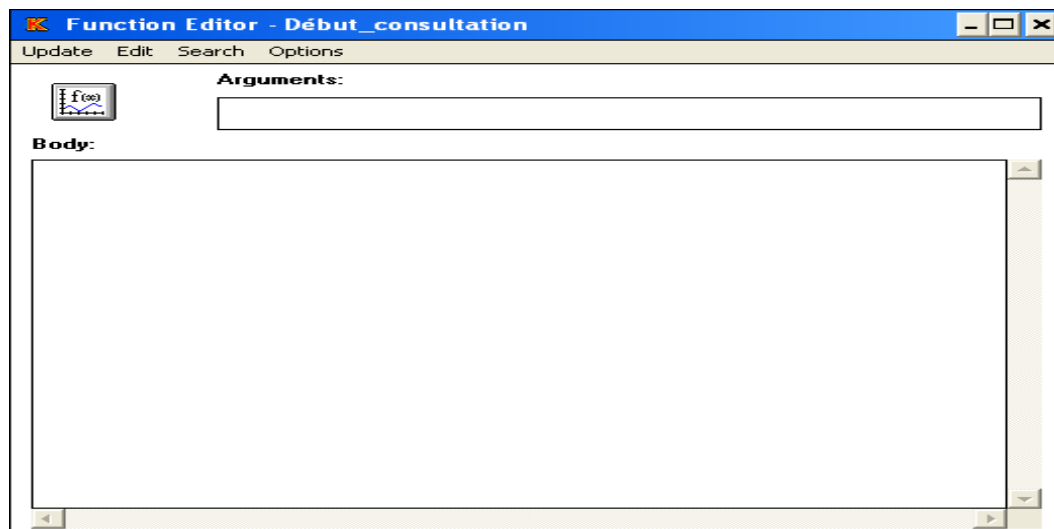 K Function Editor - Début_consultation
Update Edit Search Options
Arguments:
f(∞)
Body: